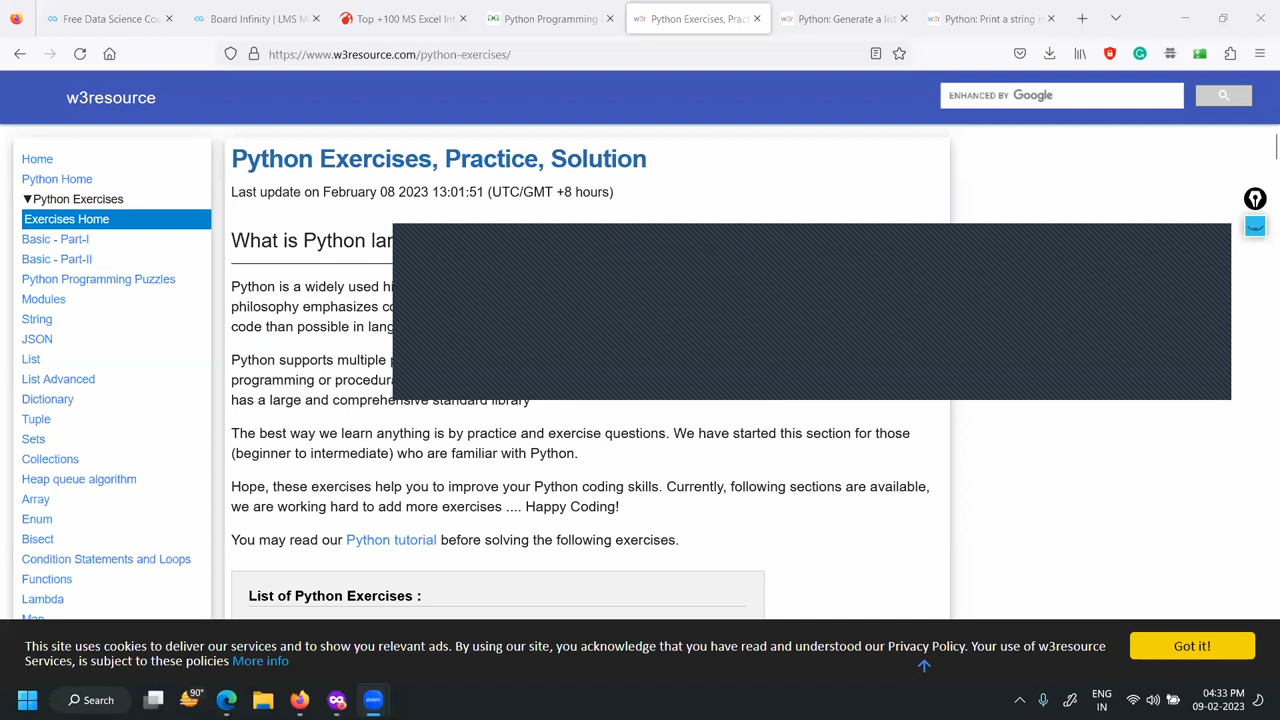 Free Data Science Cou
Board Infinity | LMS M
Top +100 MS Excel Int
Python Programming
Python Exercises, Prac
Python: Generate a lis
Python: Print a string
https://www.w3resource.com/python-exercises/
w3resource
ENHANCED BY Google
Home
Python Home
▼Python Exercises
Exercises Home
Basic - Part-I
Basic - Part-II
Python Programming Puzzles
Modules
String
JSON
List
List Advanced
Dictionary
Tuple
Sets
Collections
Heap queue algorithm
Array
Enum
Bisect
Condition Statements and Loops
Functions
Lambda
Map
Python Exercises, Practice, Solution
Last update on February 08 2023 13:01:51 (UTC/GMT +8 hours)
What is Python lan
Python is a widely used hi
philosophy emphasizes co
code than possible in lang
Python supports multiple p
programming or procedura
has a large and comprehensive standard library
The best way we learn anything is by practice and exercise questions. We have started this section for those
(beginner to intermediate) who are familiar with Python.
Hope, these exercises help you to improve your Python coding skills. Currently, following sections are available,
we are working hard to add more exercises .... Happy Coding!
You may read our Python tutorial before solving the following exercises.
List of Python Exercises :
This site uses cookies to deliver our services and to show you relevant ads. By using our site, you acknowledge that you have read and understood our Privacy Policy. Your use of w3resource
Services, is subject to these policies More info
Got it!
90°
Search
zoom
ENG
IN
04:33 PM
09-02-2023